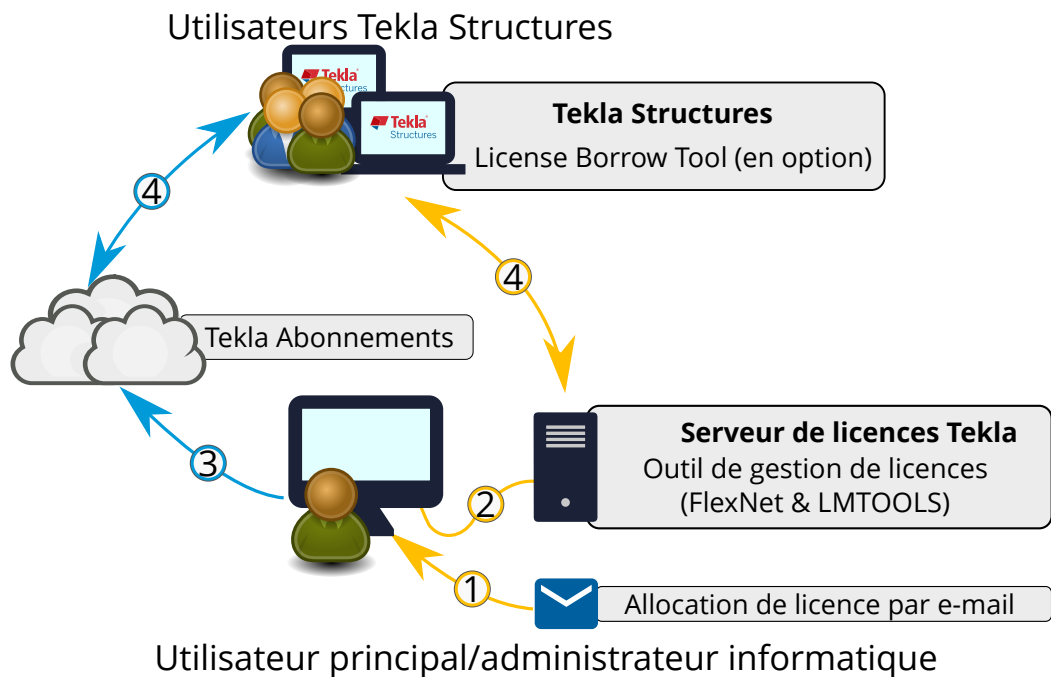 Utilisateurs Tekla Structures
Tekla
Structures
Tekla
Structures
Tekla Structures
License Borrow Tool (en option)
4
4
Tekla Abonnements
3
Serveur de licences Tekla
Outil de gestion de licences
(FlexNet & LMTOOLS)
2
1
Allocation de licence par e-mail
Utilisateur principal/administrateur informatique